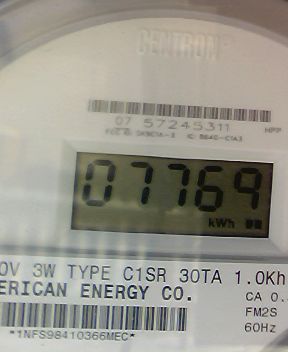 CENTRON
07 57245311
HPP
07769
kWh
0V 3W TYPE C1SR 30TA 1.0Kh
ERICAN ENERGY CO.
CA 0.
FM2S
*1NFS98410366MEC*
60Hz